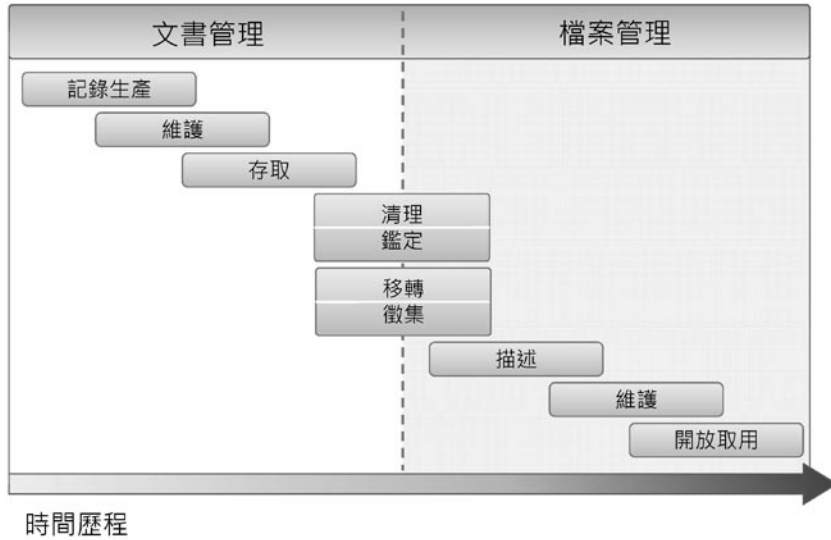 文書管理
檔案管理
記錄生產
維護
存取
清理
鑑定
移轉
徵集
描述
維護
開放取用
時間歷程